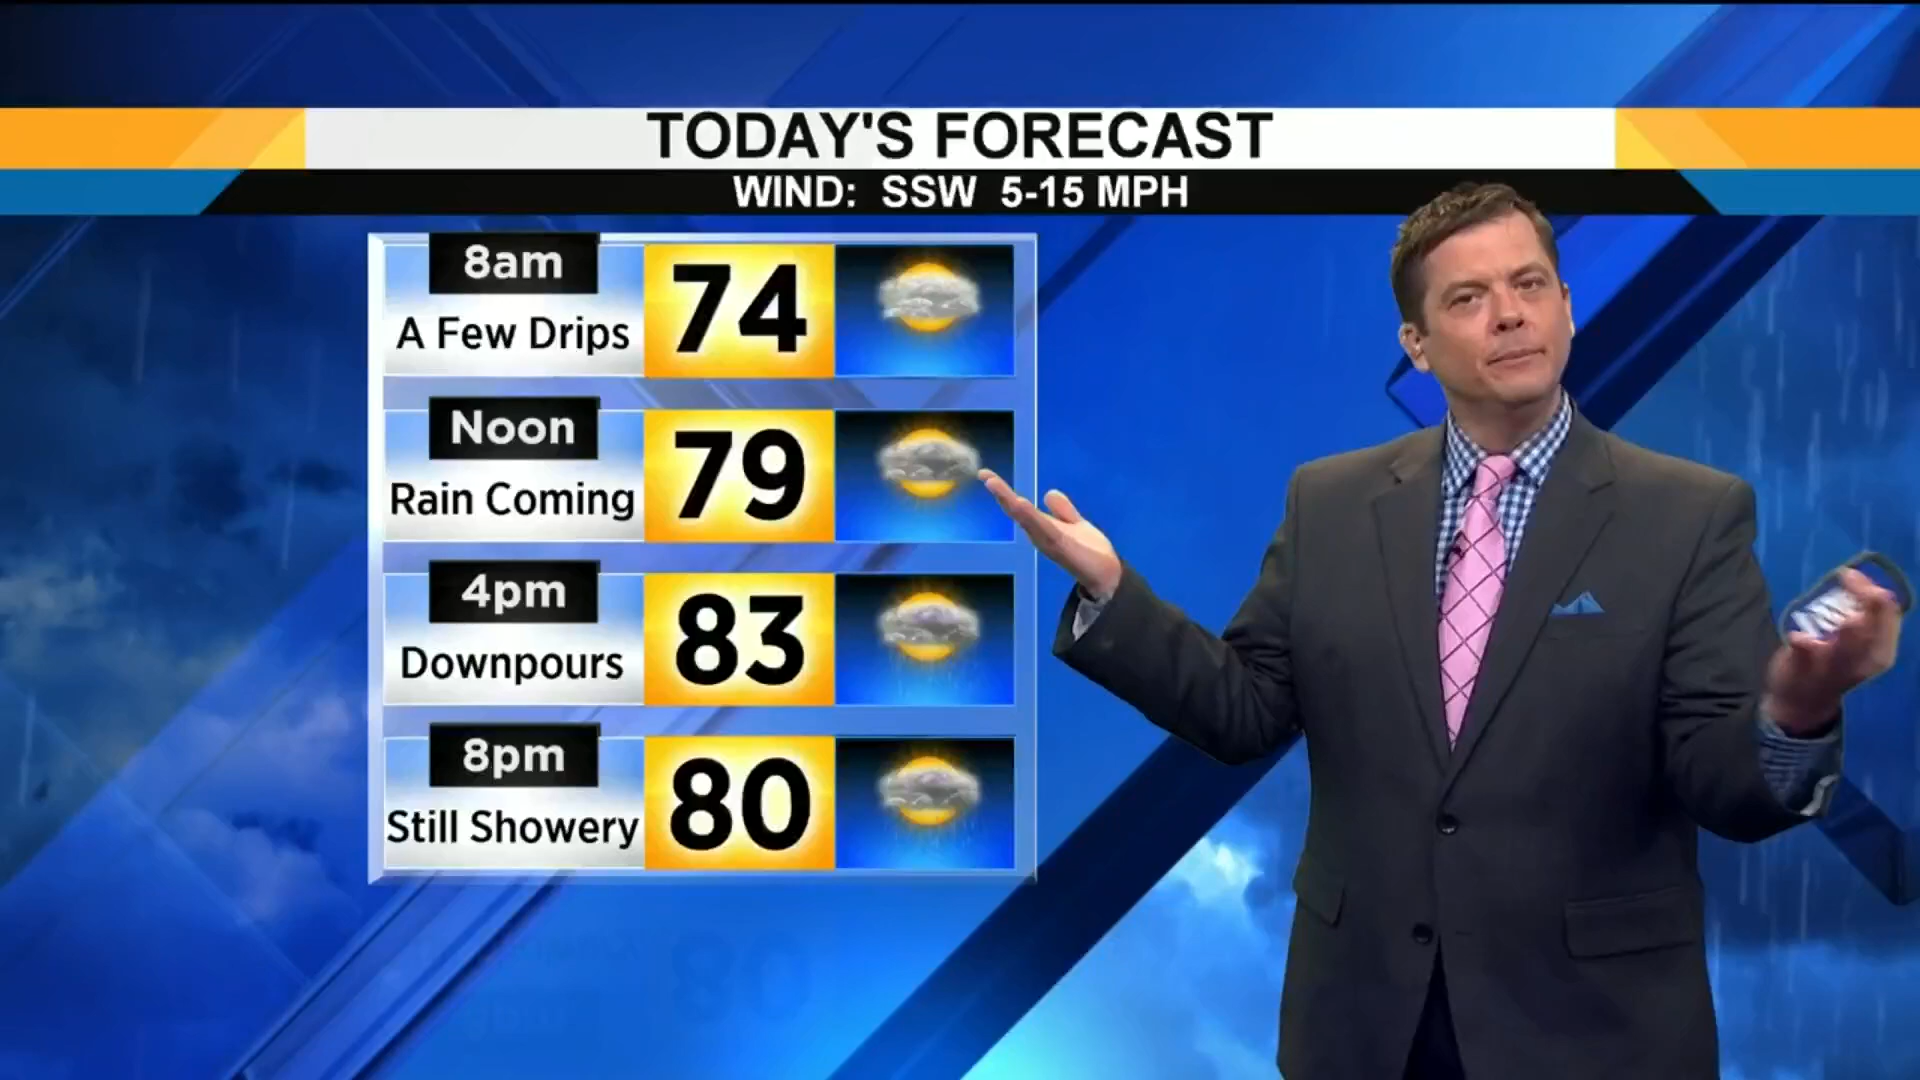 TODAY'S FORECAST
WIND: SSW 5-15 MPH
8am
A Few Drips
74
Noon
Rain Coming
79
4pm
Downpours
83
8pm
Still Showery
80